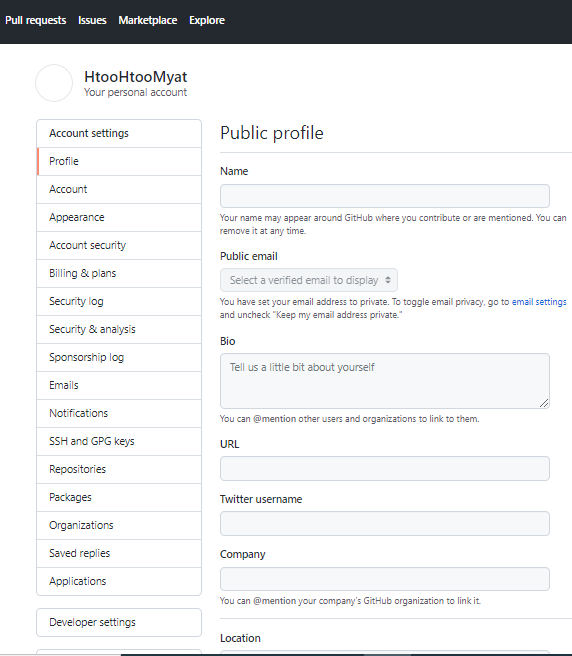 Pull requests Issues Marketplace Explore
HtooHtooMyat
Your personal account
Account settings
Profile
Account
Appearance
Account security
Billing & plans
Security log
Security & analysis
Sponsorship log
Emails
Notifications
SSH and GPG keys
Repositories
Packages
Organizations
Saved replies
Applications
Developer settings
Public profile
Name
Your name may appear around GitHub where you contribute or are mentioned. You can
remove it at any time.
Public email
Select a verified email to display
You have set your email address to private. To toggle email privacy, go to email settings
and uncheck "Keep my email address private."
Bio
Tell us a little bit about yourself
You can @mention other users and organizations to link to them.
URL
Twitter username
Company
You can @mention your company's GitHub organization to link it.
Location